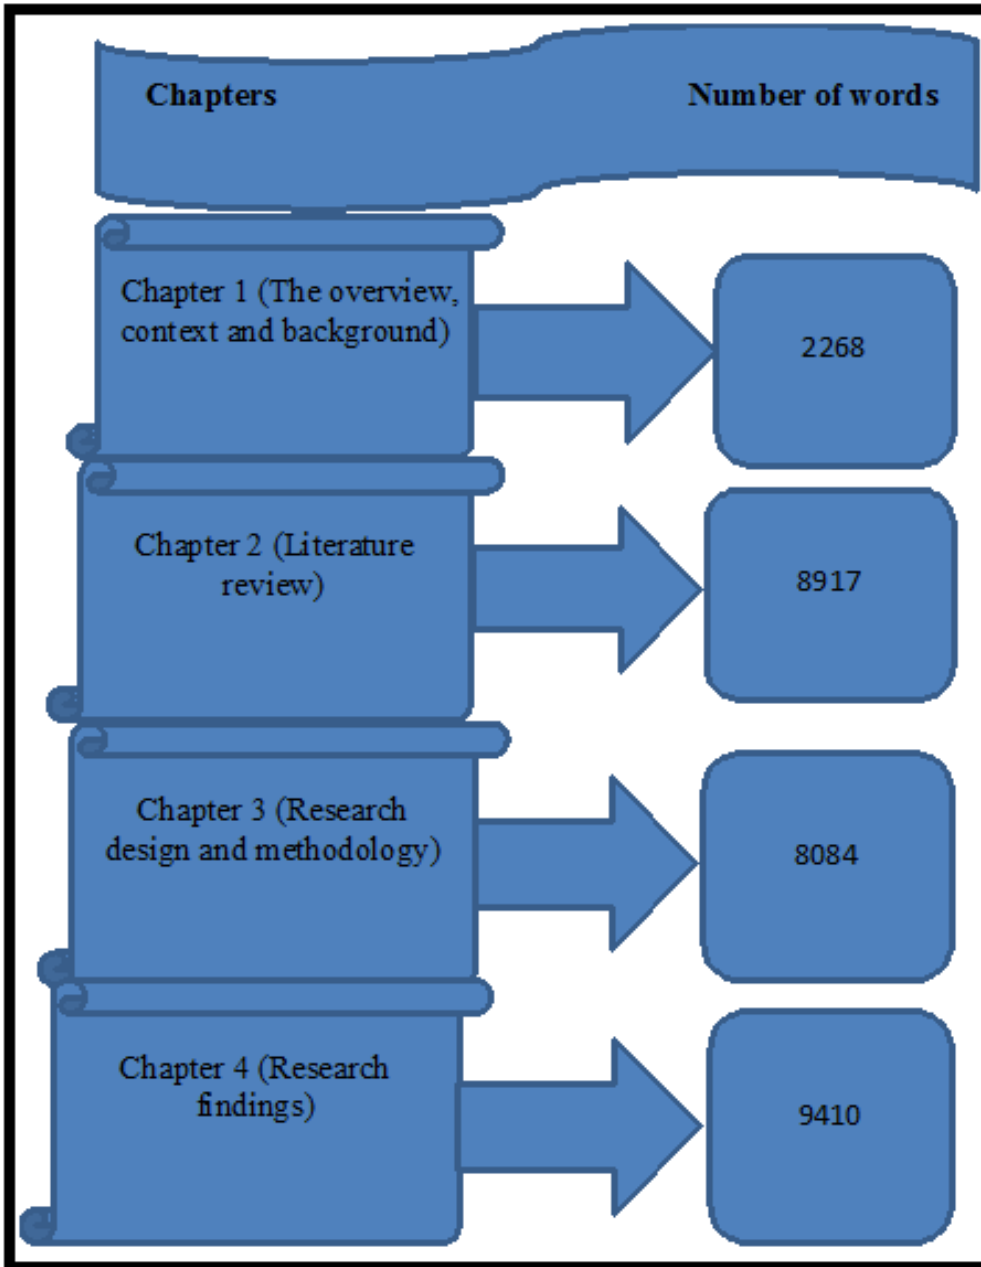 Chapters Number of words
Chapter 1 (The overview,
context and background)
2268
Chapter 2 (Literature
review)
8917
Chapter 3 (Research
design and methodology)
8084
Chapter 4 (Research
findings)
9410